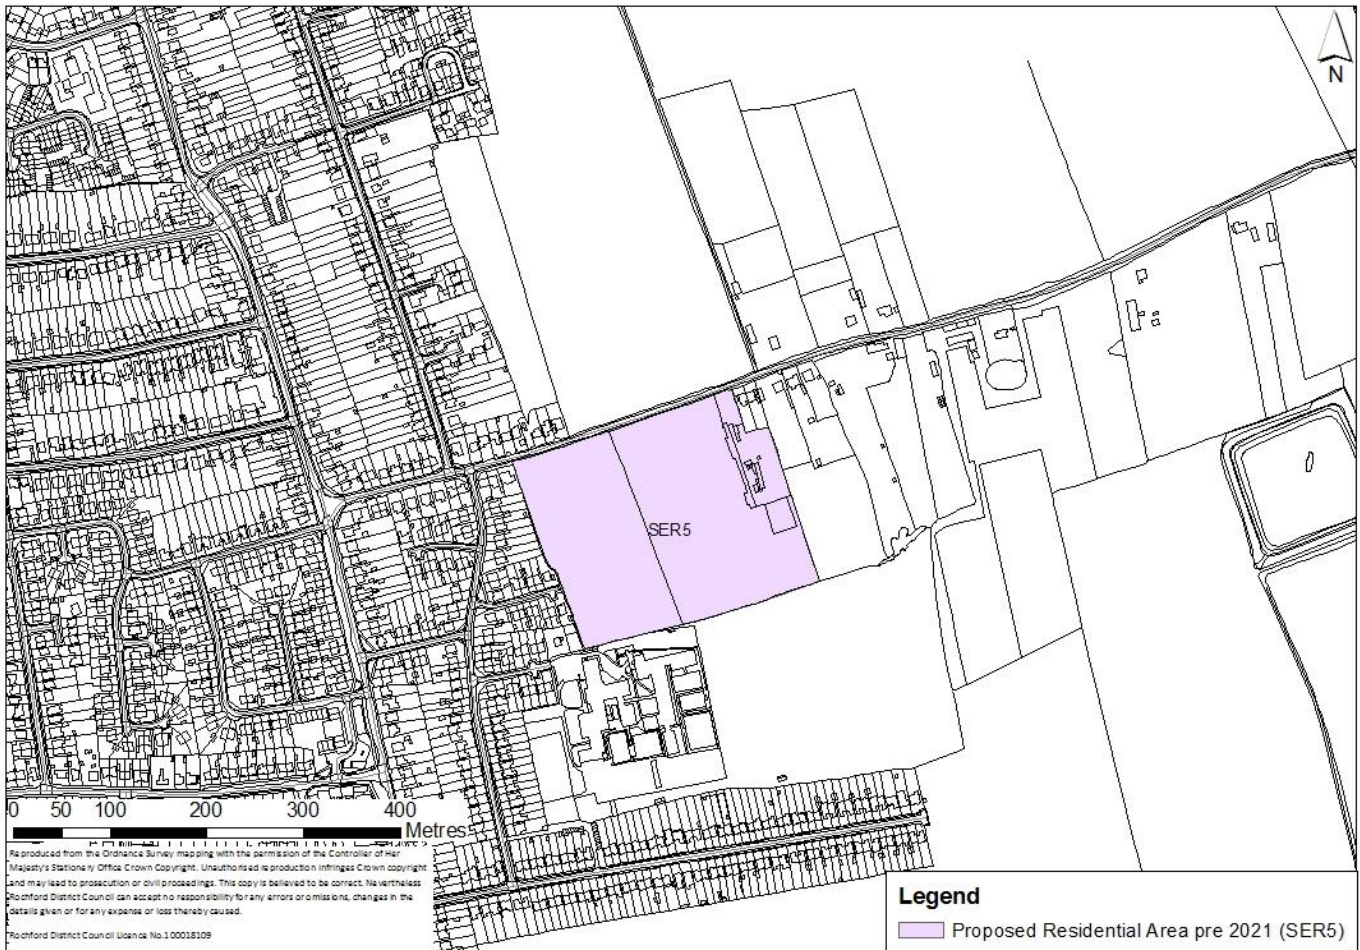 N
SER5
0 50 100 200 300 400
Metres
Reproduced from the Ordnance Survey mapping with the permission of the Controller of Her
Majesty's Stationery Office Crown Copyright. Unauthorised reproduction infringes Crown copyright
and may lead to prosecution or civil proceedings. This copy is believed to be correct. Nevertheless
Rochford District Council can accept no responsibility for any errors or omissions, changes in the
details given or for any expense or loss thereby caused.
Rochford District Council Licence No.100018109
Legend
Proposed Residential Area pre 2021 (SER5)